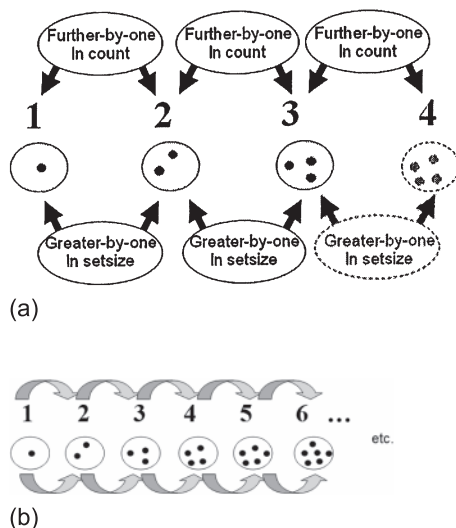 Further-by-one Further-by-one Further-by-one
In count In count In count
1 2 3 4
Greater-by-one Greater-by-one Greater-by-one
In setsize In setsize In setsize
(a)
1 2 3 4 5 6 ...
etc.
(b)